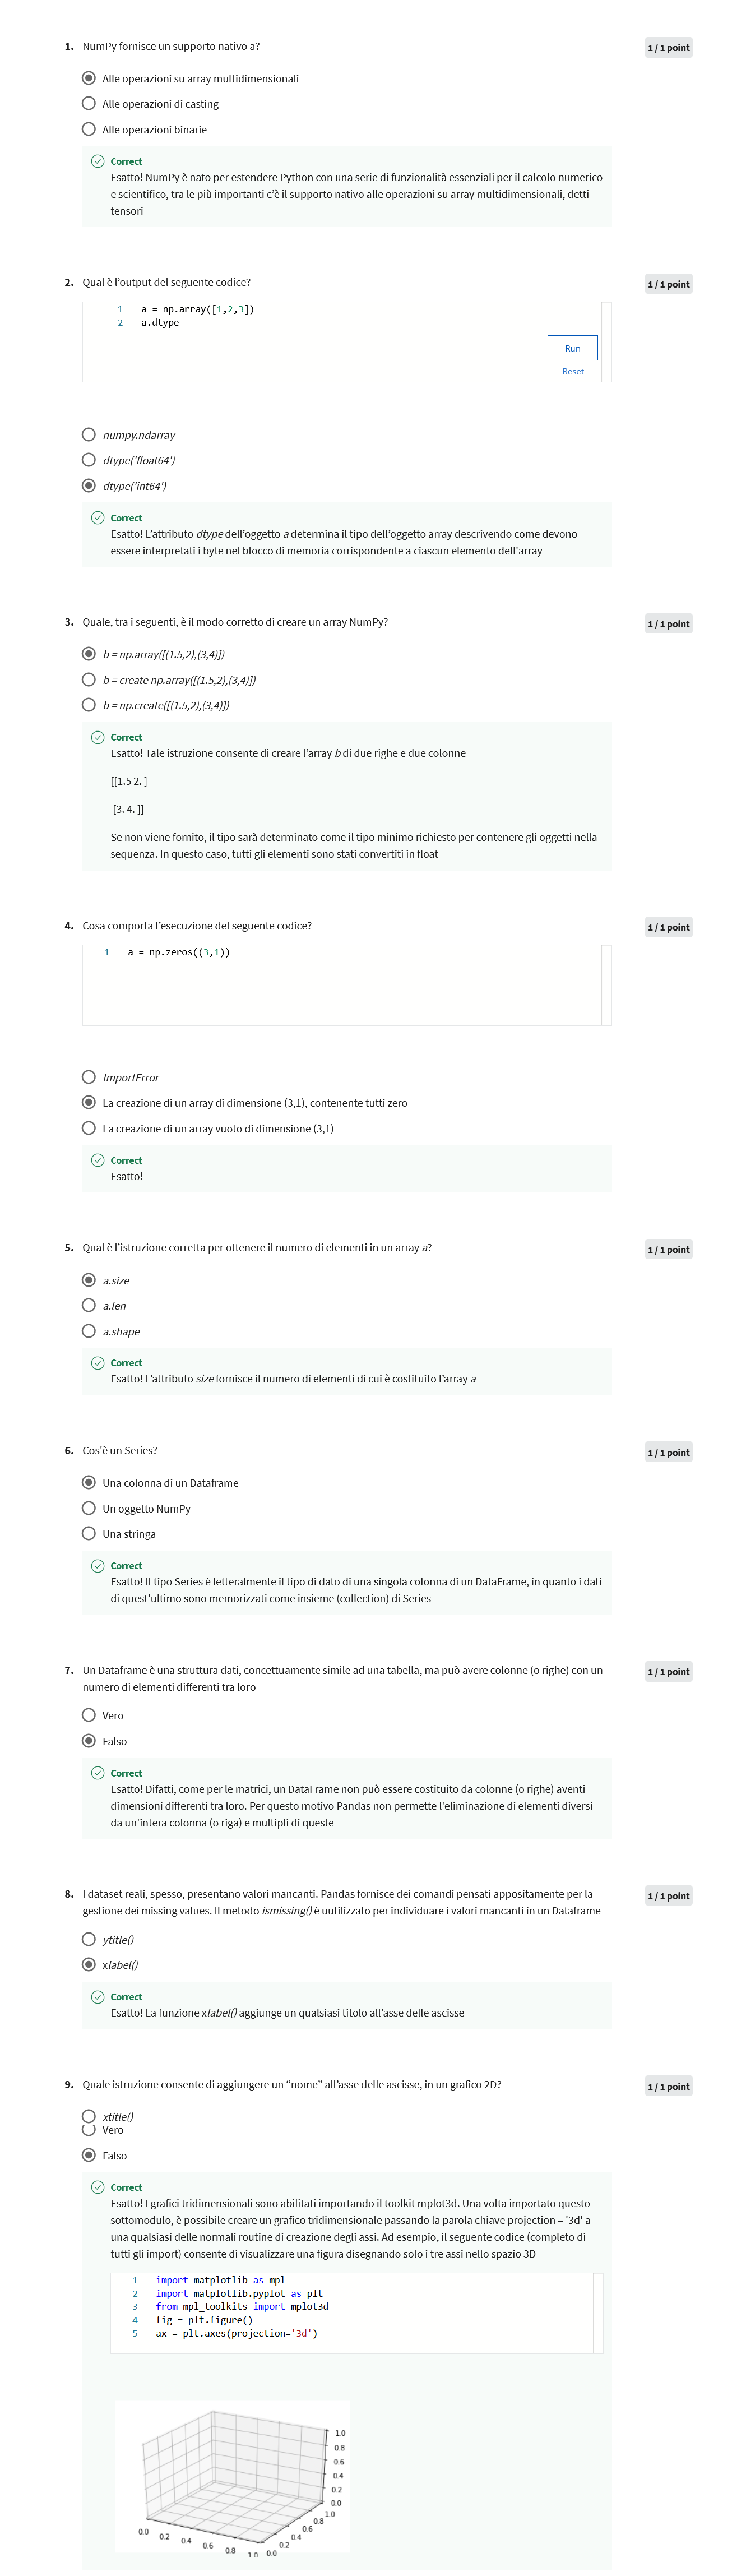 1. NumPy fornisce un supporto nativo a?
1 / 1 point
Alle operazioni su array multidimensionali
Alle operazioni di casting
Alle operazioni binarie
Correct
Esatto! NumPy è nato per estendere Python con una serie di funzionalità essenziali per il calcolo numerico
e scientifico, tra le più importanti c'è il supporto nativo alle operazioni su array multidimensionali, detti
tensori
2. Qual è l'output del seguente codice?
1 / 1 point
1 a = np.array([1,2,3])
2 a.dtype
Run
Reset
numpy.ndarray
dtype('float64')
dtype('int64')
Correct
Esatto! L'attributo dtype dell'oggetto a determina il tipo dell'oggetto array descrivendo come devono
essere interpretati i byte nel blocco di memoria corrispondente a ciascun elemento dell'array
3. Quale, tra i seguenti, è il modo corretto di creare un array NumPy?
1 / 1 point
b = np.array([(1.5,2),(3,4)])
b = create np.array([(1.5,2),(3,4)])
b = np.create([(1.5,2),(3,4)])
Correct
Esatto! Tale istruzione consente di creare l'array b di due righe e due colonne
[[1.5 2. ]
[3. 4. ]]
Se non viene fornito, il tipo sarà determinato come il tipo minimo richiesto per contenere gli oggetti nella
sequenza. In questo caso, tutti gli elementi sono stati convertiti in float
4. Cosa comporta l'esecuzione del seguente codice?
1 / 1 point
1 a = np.zeros((3,1))
ImportError
La creazione di un array di dimensione (3,1), contenente tutti zero
La creazione di un array vuoto di dimensione (3,1)
Correct
Esatto!
5. Qual è l'istruzione corretta per ottenere il numero di elementi in un array a?
1 / 1 point
a.size
a.len
a.shape
Correct
Esatto! L'attributo size fornisce il numero di elementi di cui è costituito l'array a
6. Cos'è un Series?
1 / 1 point
Una colonna di un Dataframe
Un oggetto NumPy
Una stringa
Correct
Esatto! Il tipo Series è letteralmente il tipo di dato di una singola colonna di un DataFrame, in quanto i dati
di quest'ultimo sono memorizzati come insieme (collection) di Series
7. Un Dataframe è una struttura dati, concettuamente simile ad una tabella, ma può avere colonne (o righe) con un
numero di elementi differenti tra loro
1 / 1 point
Vero
Falso
Correct
Esatto! Difatti, come per le matrici, un DataFrame non può essere costituito da colonne (o righe) aventi
dimensioni differenti tra loro. Per questo motivo Pandas non permette l'eliminazione di elementi diversi
da un'intera colonna (o riga) e multipli di queste
8. I dataset reali, spesso, presentano valori mancanti. Pandas fornisce dei comandi pensati appositamente per la
gestione dei missing values. Il metodo ismissing() è uutilizzato per individuare i valori mancanti in un Dataframe
1 / 1 point
ytitle()
xlabel()
Correct
Esatto! La funzione xlabel() aggiunge un qualsiasi titolo all'asse delle ascisse
9. Quale istruzione consente di aggiungere un “nome” all'asse delle ascisse, in un grafico 2D?
1 / 1 point
xtitle()
Vero
Falso
Correct
Esatto! I grafici tridimensionali sono abilitati importando il toolkit mplot3d. Una volta importato questo
sottomodulo, è possibile creare un grafico tridimensionale passando la parola chiave projection = '3d' a
una qualsiasi delle normali routine di creazione degli assi. Ad esempio, il seguente codice (completo di
tutti gli import) consente di visualizzare una figura disegnando solo i tre assi nello spazio 3D
1 import matplotlib as mpl
2 import matplotlib.pyplot as plt
3 from mpl_toolkits import mplot3d
4 fig = plt.figure()
5 ax = plt.axes(projection='3d')
1.0
0.8
0.6
0.4
0.2
0.0
0.0 0.2 0.4 0.6 0.8 1.0
0.0 0.2 0.4 0.6 0.8 1.0